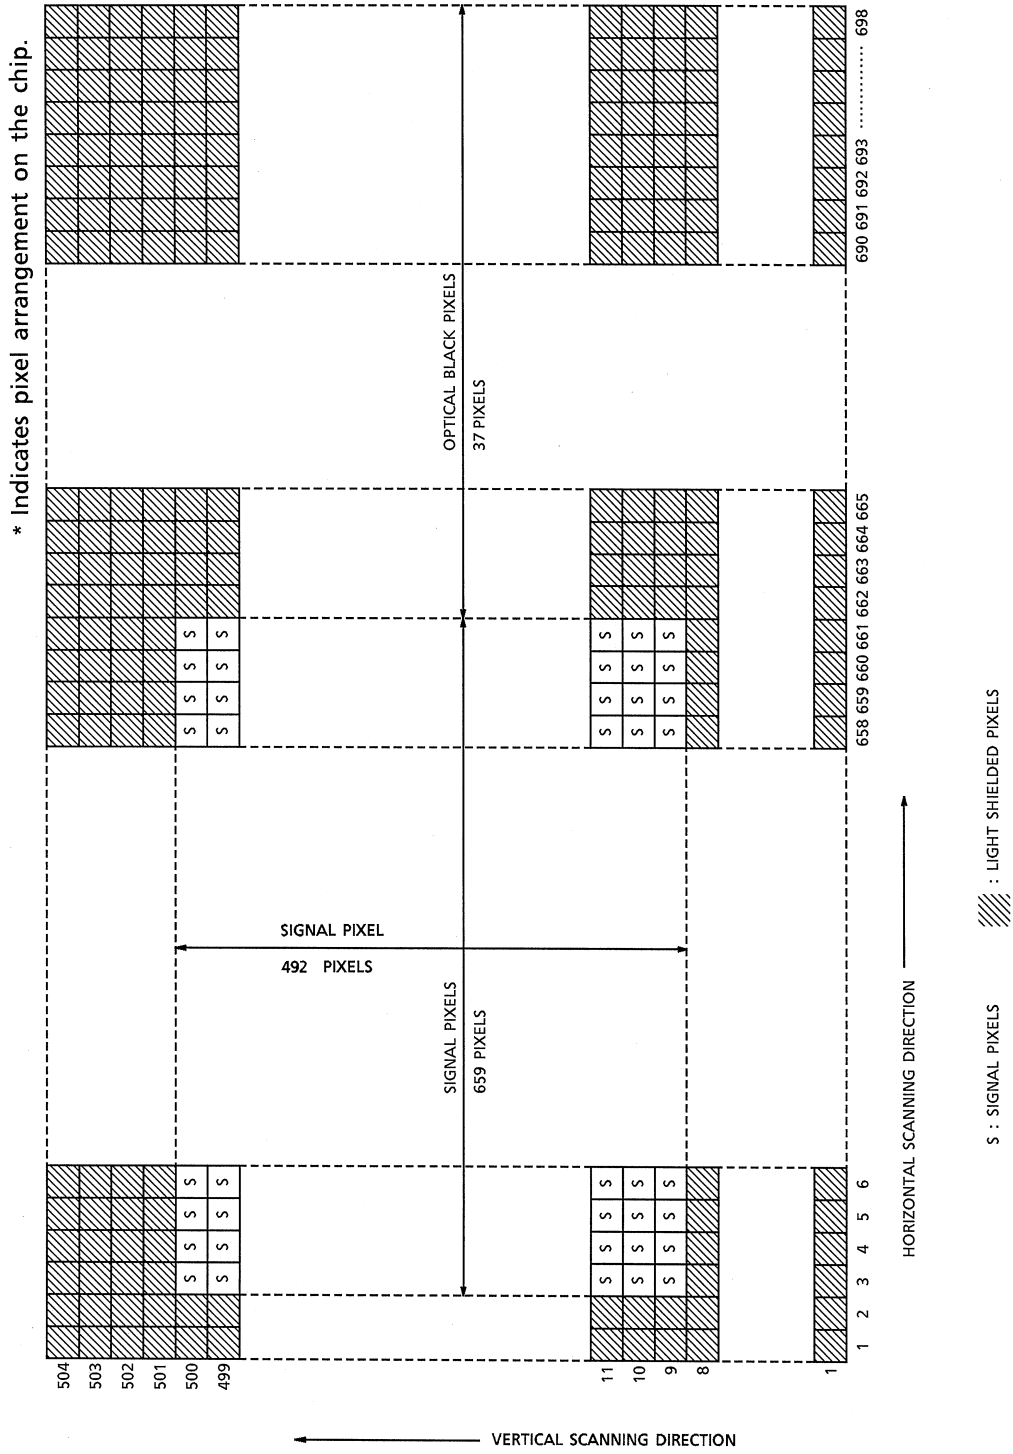 * Indicates pixel arrangement on the chip.
504
503
502
501
500
499
S S S S S S S S
S S S S S S S S
OPTICAL BLACK PIXELS
37 PIXELS
SIGNAL PIXEL
492 PIXELS
SIGNAL PIXELS
659 PIXELS
11
10
9
8
1
S S S S S S S S
S S S S S S S S
S S S S S S S S
1 2 3 4 5 6 658 659 660 661 662 663 664 665 690 691 692 693 ............. 698
HORIZONTAL SCANNING DIRECTION
VERTICAL SCANNING DIRECTION
S : SIGNAL PIXELS
: LIGHT SHIELDED PIXELS